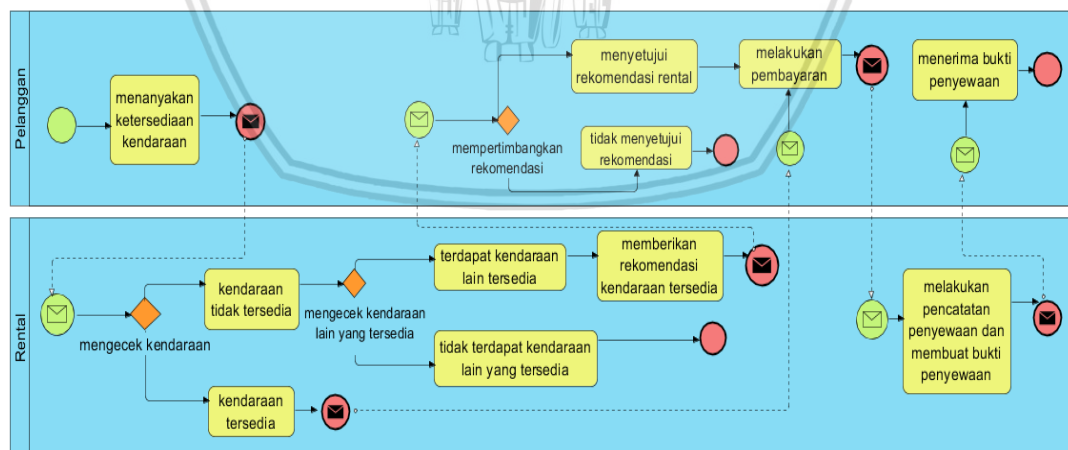 Pelanggan
menanyakan
ketersediaan
kendaraan
mempertimbangkan
rekomendasi
menyetujui
rekomendasi rental
tidak menyetujui
rekomendasi
melakukan
pembayaran
menerima bukti
penyewaan
Rental
mengecek kendaraan
kendaraan
tidak tersedia
kendaraan
tersedia
mengecek kendaraan
lain yang tersedia
terdapat kendaraan
lain tersedia
tidak terdapat kendaraan
lain yang tersedia
memberikan
rekomendasi
kendaraan tersedia
melakukan
pencatatan
penyewaan dan
membuat bukti
penyewaan